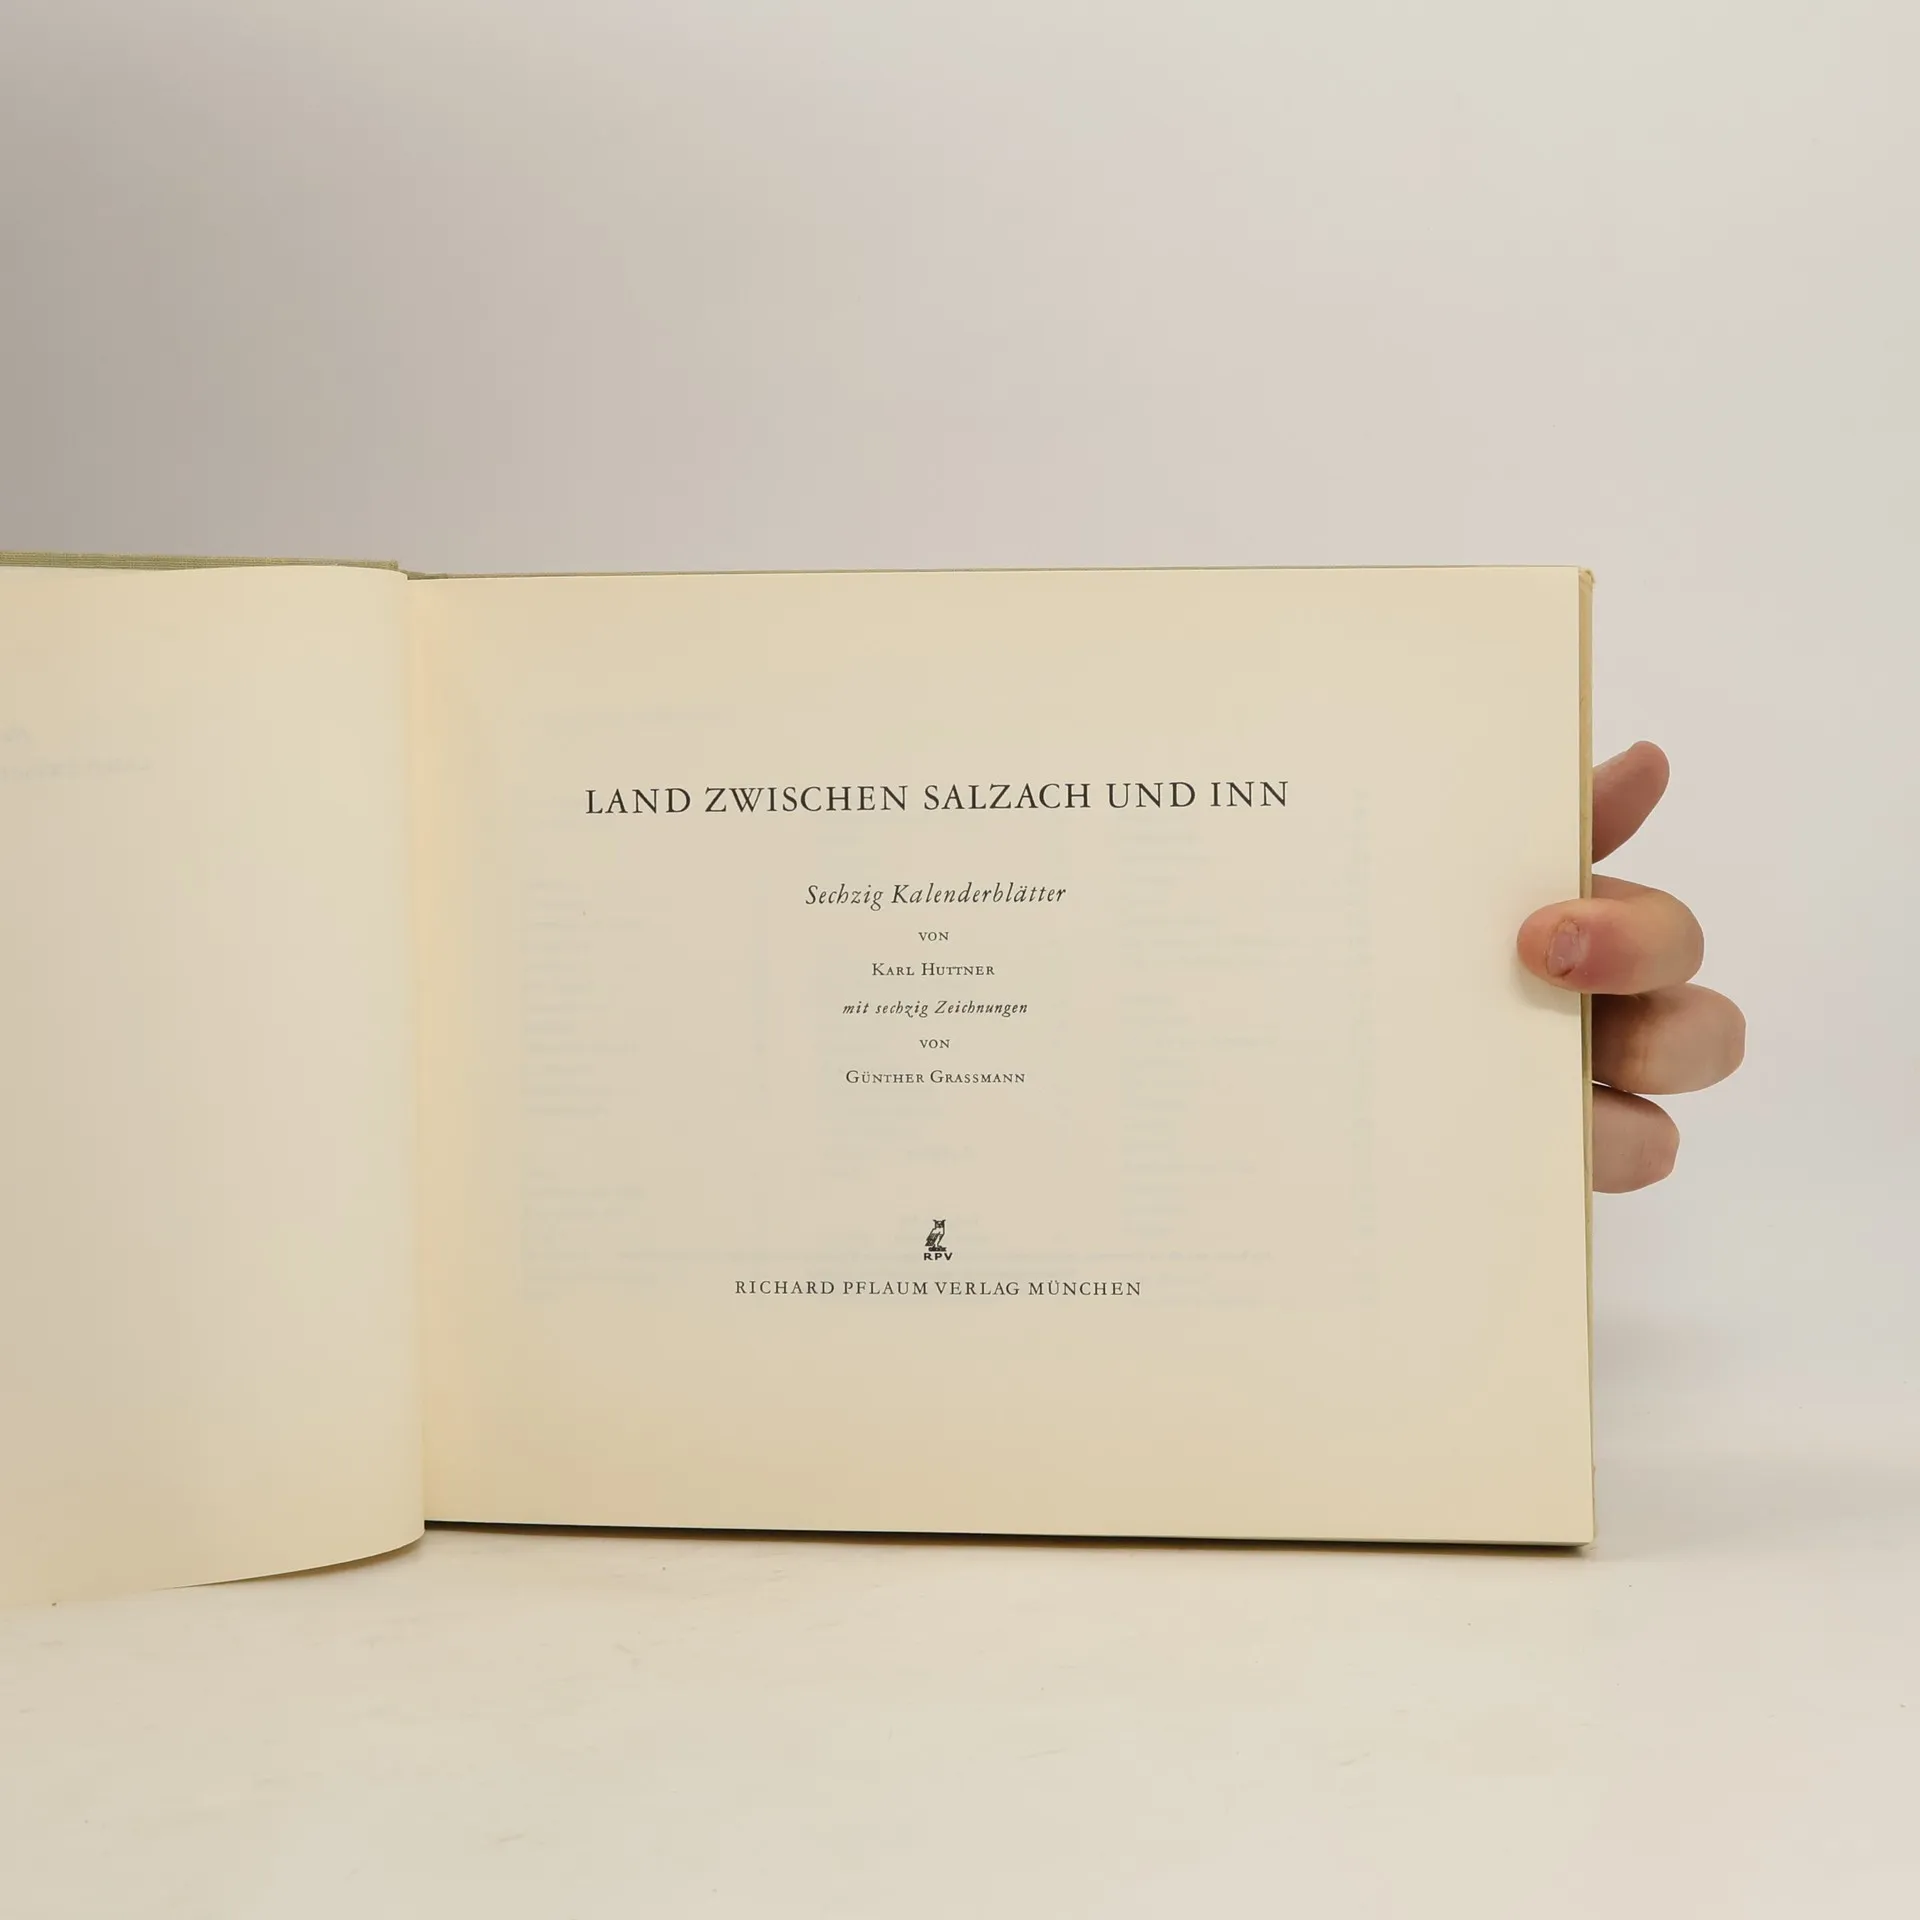 LAND ZWISCHEN SALZACH UND INN
Sechzig Kalenderblätter
VON
KARL HUTTNER
mit sechzig Zeichnungen
VON
GÜNTHER GRASSMANN
RPV
RICHARD PFLAUM VERLAG MÜNCHEN